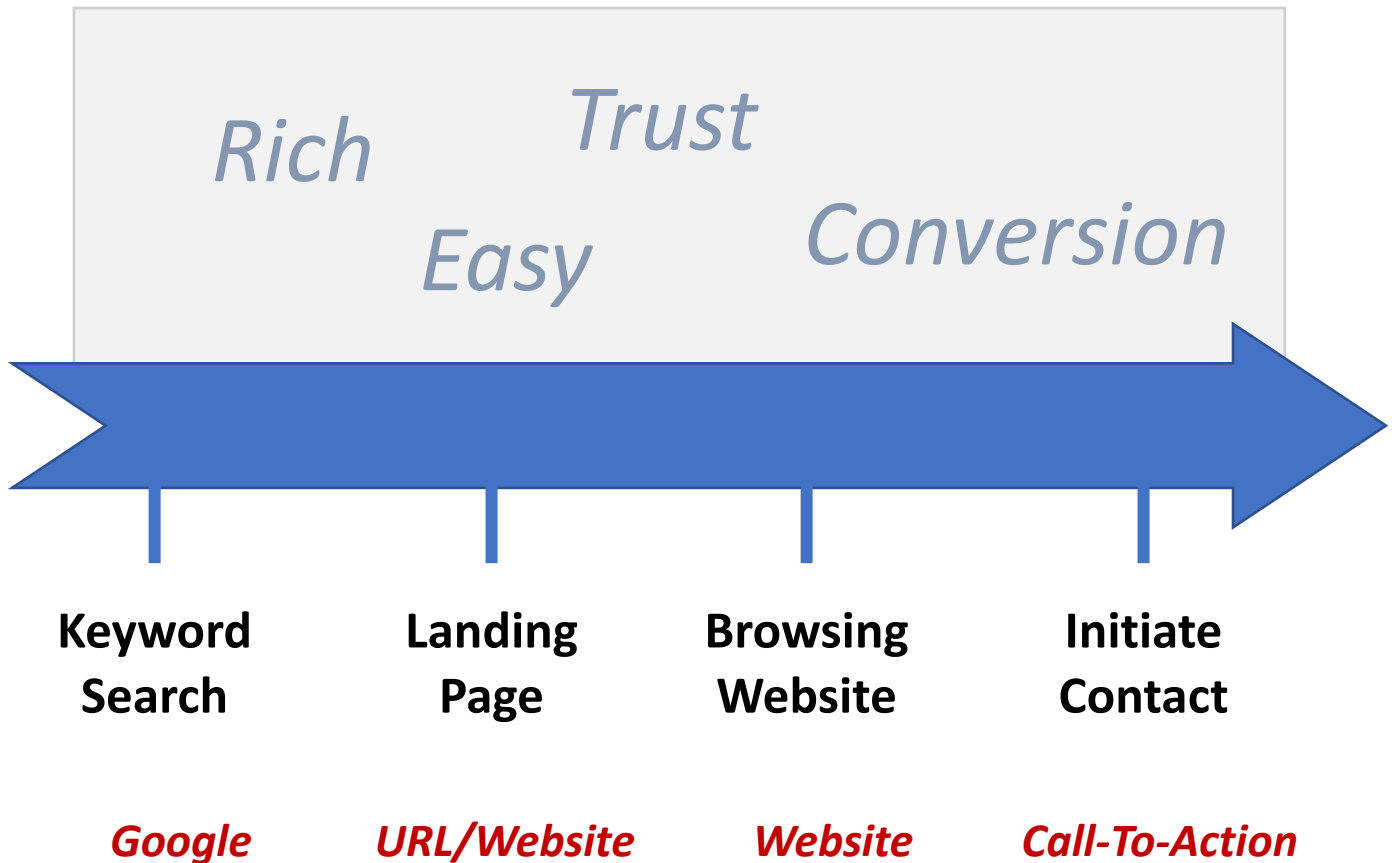 Rich
Trust
Easy
Conversion
Keyword
Search
Landing
Page
Browsing
Website
Initiate
Contact
Google
URL/Website
Website
Call-To-Action